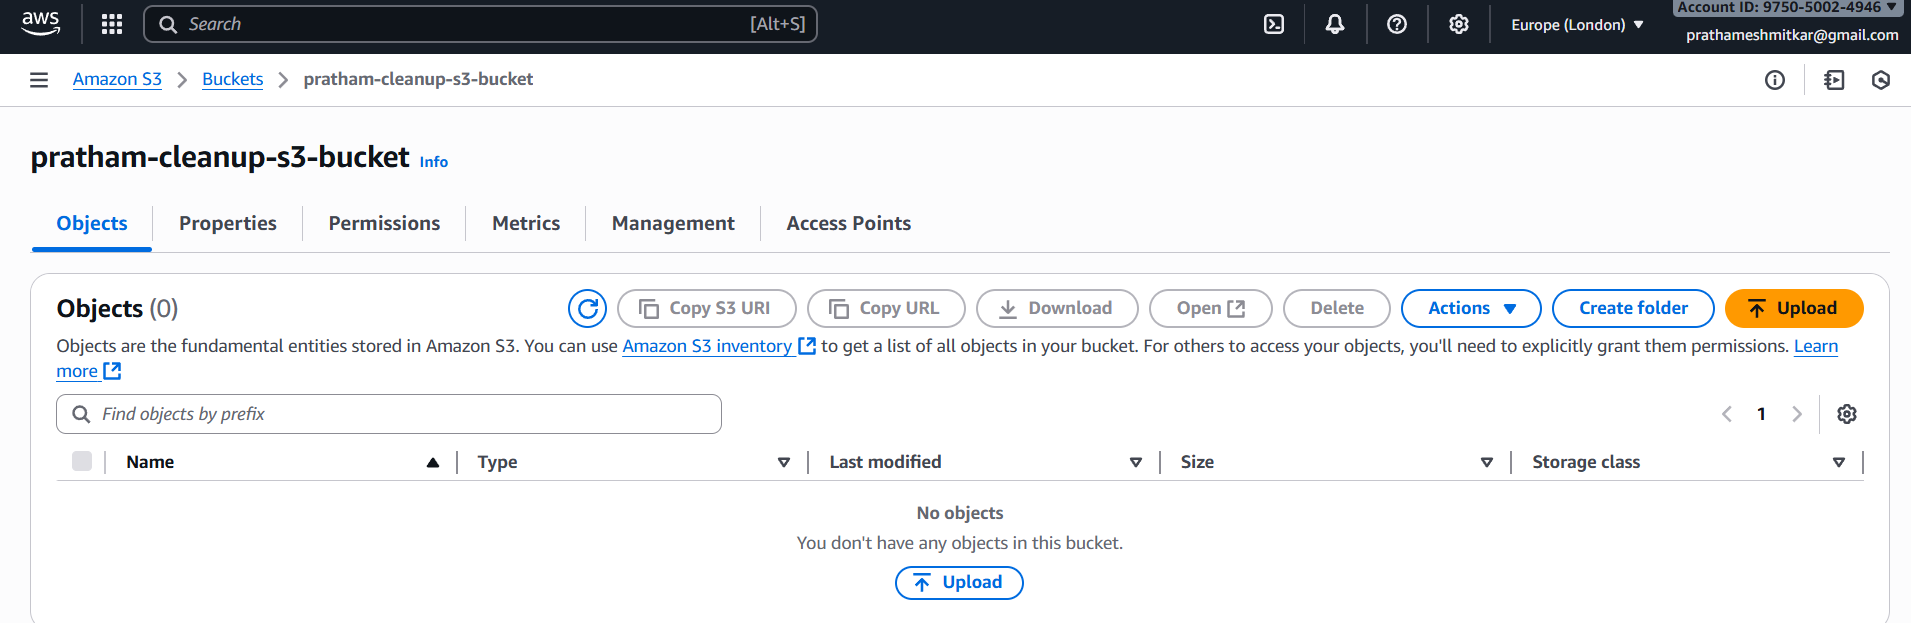 aws
Search [Alt+S] Europe (London) Account ID: 9750-5002-4946
prathameshmitkar@gmail.com
Amazon S3 Buckets pratham-cleanup-s3-bucket
pratham-cleanup-s3-bucket Info
Objects Properties Permissions Metrics Management Access Points
Objects (0) Copy S3 URI Copy URL Download Open Delete Actions Create folder Upload
Objects are the fundamental entities stored in Amazon S3. You can use Amazon S3 inventory to get a list of all objects in your bucket. For others to access your objects, you'll need to explicitly grant them permissions. Learn
more
Find objects by prefix 1
Name Type Last modified Size Storage class
No objects
You don't have any objects in this bucket.
Upload